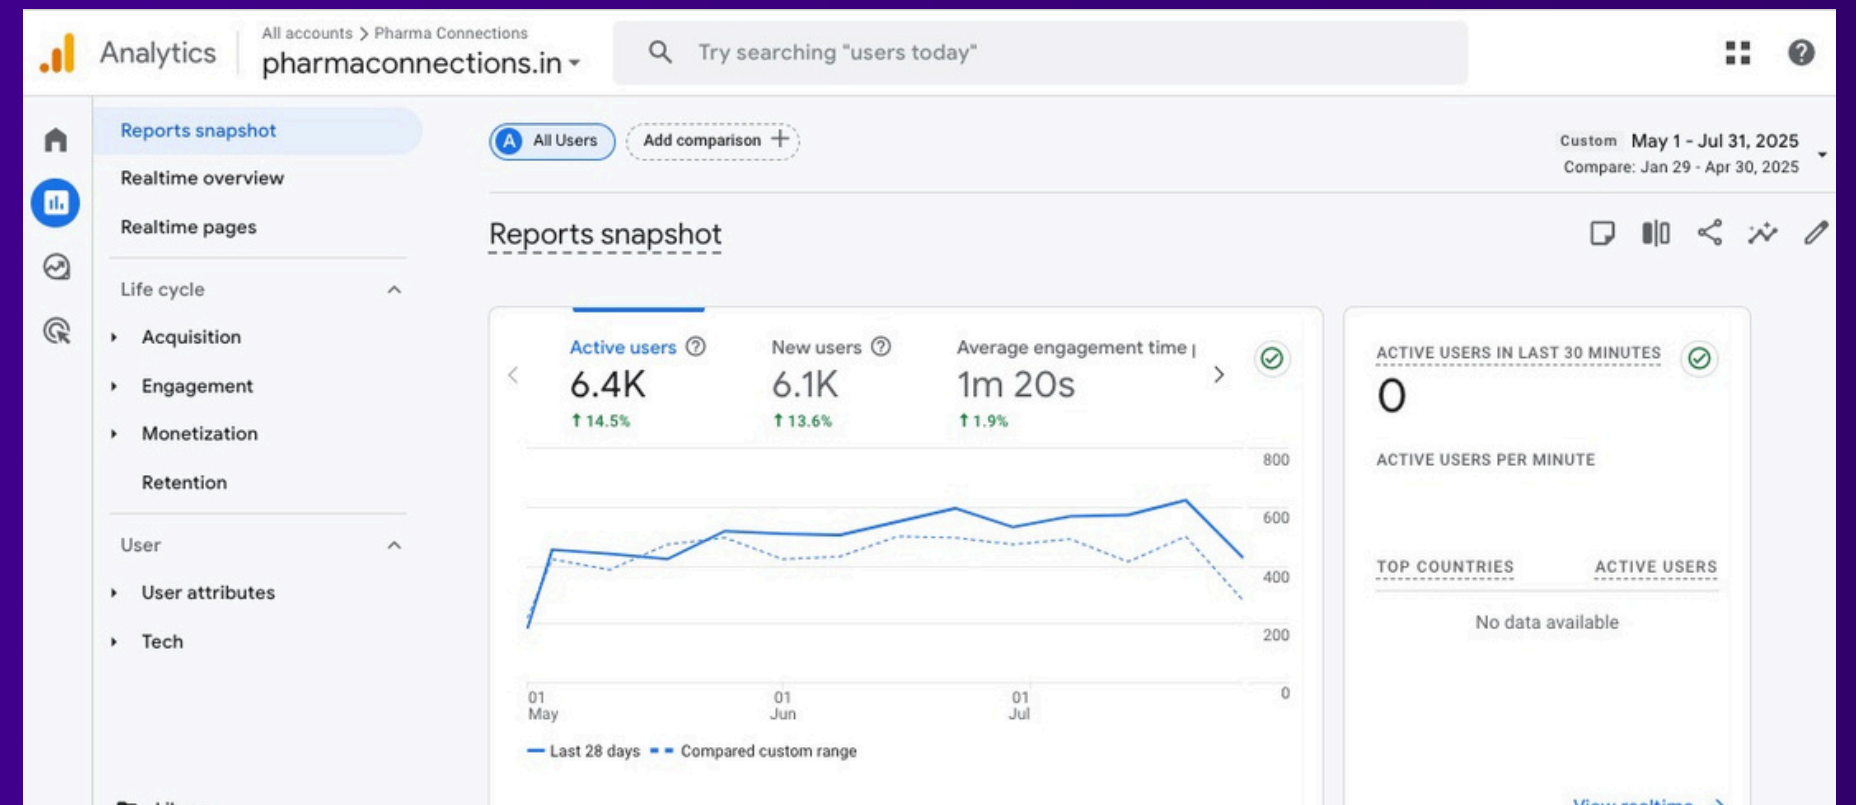 Analytics
All accounts > Pharma Connections
pharmaconnections.in
Try searching "users today"
Reports snapshot
Realtime overview
Realtime pages
Life cycle
Acquisition
Engagement
Monetization
Retention
User
User attributes
Tech
A All Users
Add comparison +
Custom May 1 - Jul 31, 2025
Compare: Jan 29 - Apr 30, 2025
Reports snapshot
Active users
6.4K
↑ 14.5%
New users
6.1K
↑ 13.6%
Average engagement time
1m 20s
↑ 1.9%
800
600
400
200
0
01 May
01 Jun
01 Jul
Last 28 days
Compared custom range
ACTIVE USERS IN LAST 30 MINUTES
0
ACTIVE USERS PER MINUTE
TOP COUNTRIES ACTIVE USERS
No data available
View realtime